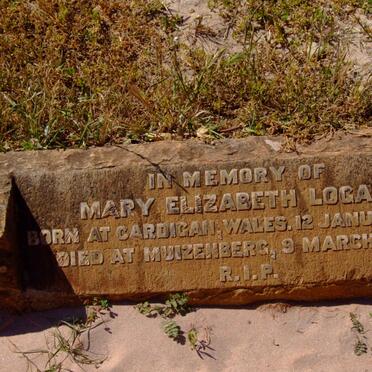 IN MEMORY OF
MARY ELIZABETH LOGA
BORN AT CARDIGAN, WALES, 12 JANU
DIED AT MUIZENBERG, 9 MARCH
R.I.P.